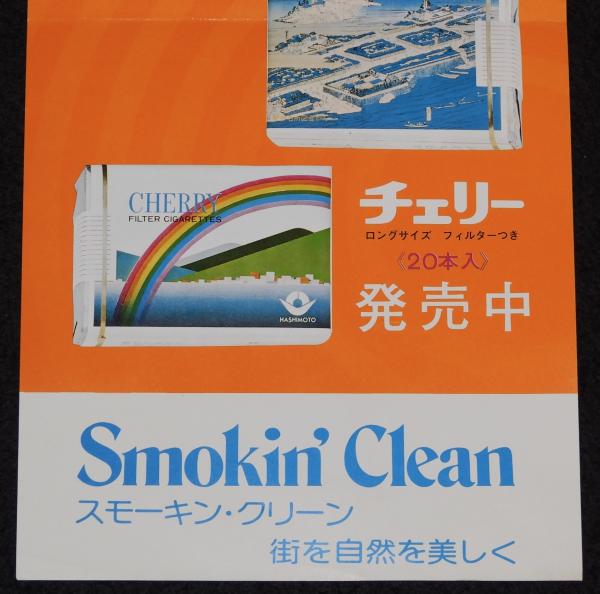 CHERRY
FILTER CIGARETTES
HASHIMOTO
チェリー
ロングサイズ フィルターつき
《20本入》
発売中
Smokin' Clean
スモーキン・クリーン
街を自然を美しく